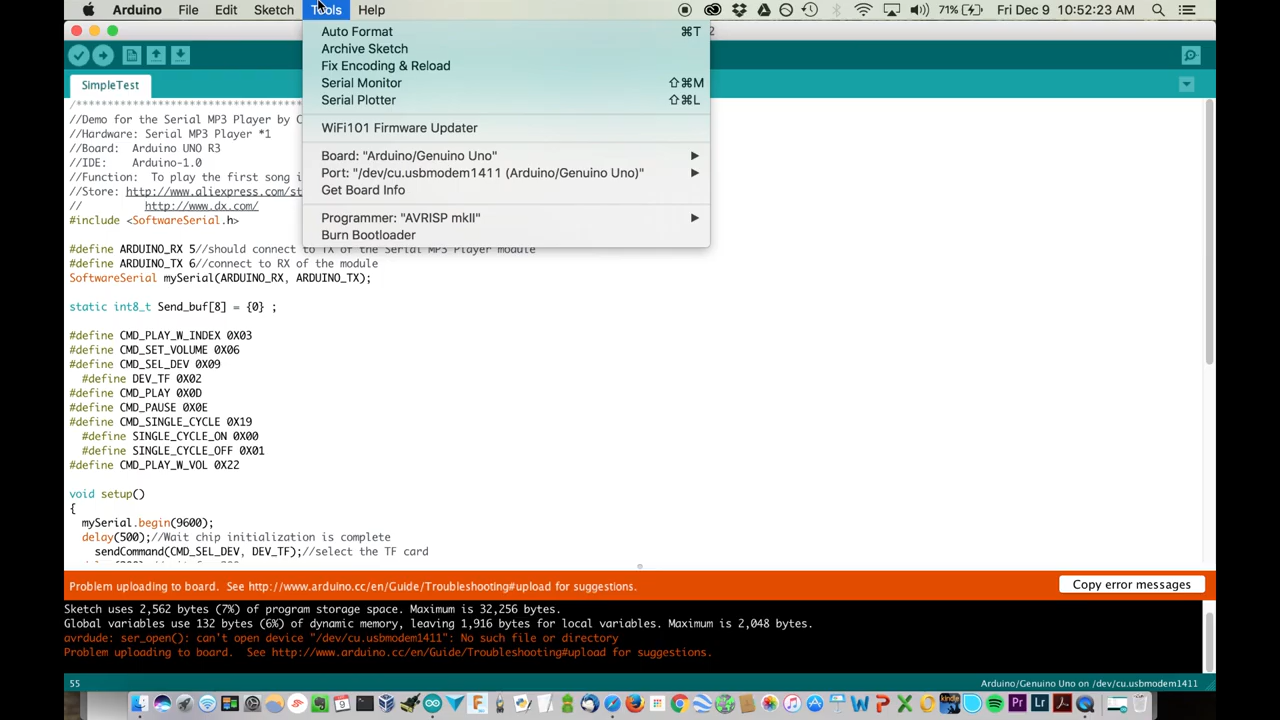 Arduino File Edit Sketch Tools Help 71% Fri Dec 9 10:52:23 AM
2
Auto Format ⌘T
Archive Sketch
Fix Encoding & Reload
Serial Monitor ⇧⌘M
Serial Plotter ⇧⌘L
WiFi101 Firmware Updater
Board: "Arduino/Genuino Uno"
Port: "/dev/cu.usbmodem1411 (Arduino/Genuino Uno)"
Get Board Info
Programmer: "AVRISP mkII"
Burn Bootloader
SimpleTest
/***********************************
//Demo for the Serial MP3 Player by C
//Hardware: Serial MP3 Player *1
//Board: Arduino UNO R3
//IDE: Arduino-1.0
//Function: To play the first song i
//Store: http://www.aliexpress.com/st
// http://www.dx.com/
#include <SoftwareSerial.h>
#define ARDUINO_RX 5//should connect to TX of the Serial MP3 Player module
#define ARDUINO_TX 6//connect to RX of the module
SoftwareSerial mySerial(ARDUINO_RX, ARDUINO_TX);
static int8_t Send_buf[8] = {0} ;
#define CMD_PLAY_W_INDEX 0X03
#define CMD_SET_VOLUME 0X06
#define CMD_SEL_DEV 0X09
#define DEV_TF 0X02
#define CMD_PLAY 0X0D
#define CMD_PAUSE 0X0E
#define CMD_SINGLE_CYCLE 0X19
#define SINGLE_CYCLE_ON 0X00
#define SINGLE_CYCLE_OFF 0X01
#define CMD_PLAY_W_VOL 0X22
void setup()
{
mySerial.begin(9600);
delay(500);//Wait chip initialization is complete
sendCommand(CMD_SEL_DEV, DEV_TF);//select the TF card
Problem uploading to board. See http://www.arduino.cc/en/Guide/Troubleshooting#upload for suggestions.
Copy error messages
Sketch uses 2,562 bytes (7%) of program storage space. Maximum is 32,256 bytes.
Global variables use 132 bytes (6%) of dynamic memory, leaving 1,916 bytes for local variables. Maximum is 2,048 bytes.
avrdude: ser_open(): can't open device "/dev/cu.usbmodem1411": No such file or directory
Problem uploading to board. See http://www.arduino.cc/en/Guide/Troubleshooting#upload for suggestions.
55 Arduino/Genuino Uno on /dev/cu.usbmodem1411